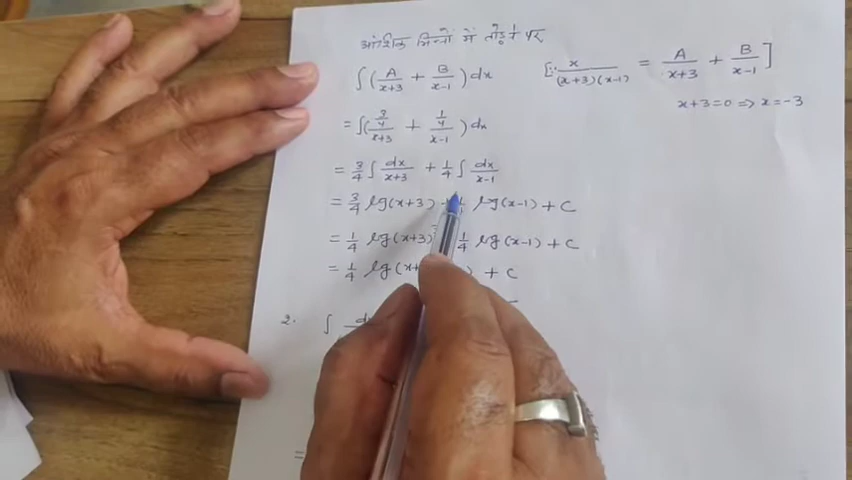 आंशिक भिन्नों में तोड़ने पर
∫(A/(x+3) + B/(x-1))dx
[∵ x/((x+3)(x-1)) = A/(x+3) + B/(x-1)]
x+3=0 => x=-3
=∫((3/4)/(x+3) + (1/4)/(x-1))dx
= 3/4 ∫ dx/(x+3) + 1/4 ∫ dx/(x-1)
= 3/4 log(x+3) + log(x-1) + C
= 1/4 log(x+3) 1/4 log(x-1) + C
= 1/4 log + C
2. ∫
=